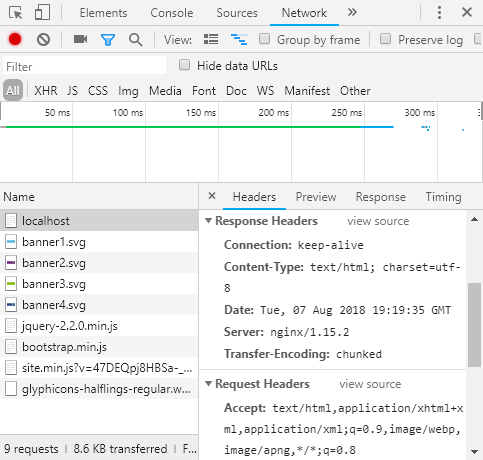 Elements Console Sources Network »
View: Group by frame Preserve log
Filter Hide data URLs
All XHR JS CSS Img Media Font Doc WS Manifest Other
50 ms 100 ms 150 ms 200 ms 250 ms 300 ms
Name
localhost
banner1.svg
banner2.svg
banner3.svg
banner4.svg
jquery-2.2.0.min.js
bootstrap.min.js
site.min.js?v=47DEQpj8HBSa-_...
glyphicons-halflings-regular.w...
9 requests | 8.6 KB transferred | F...
× Headers Preview Response Timing
▼ Response Headers view source
Connection: keep-alive
Content-Type: text/html; charset=utf-
8
Date: Tue, 07 Aug 2018 19:19:35 GMT
Server: nginx/1.15.2
Transfer-Encoding: chunked
▼ Request Headers view source
Accept: text/html,application/xhtml+x
ml,application/xml;q=0.9,image/webp,
image/apng,*/*;q=0.8